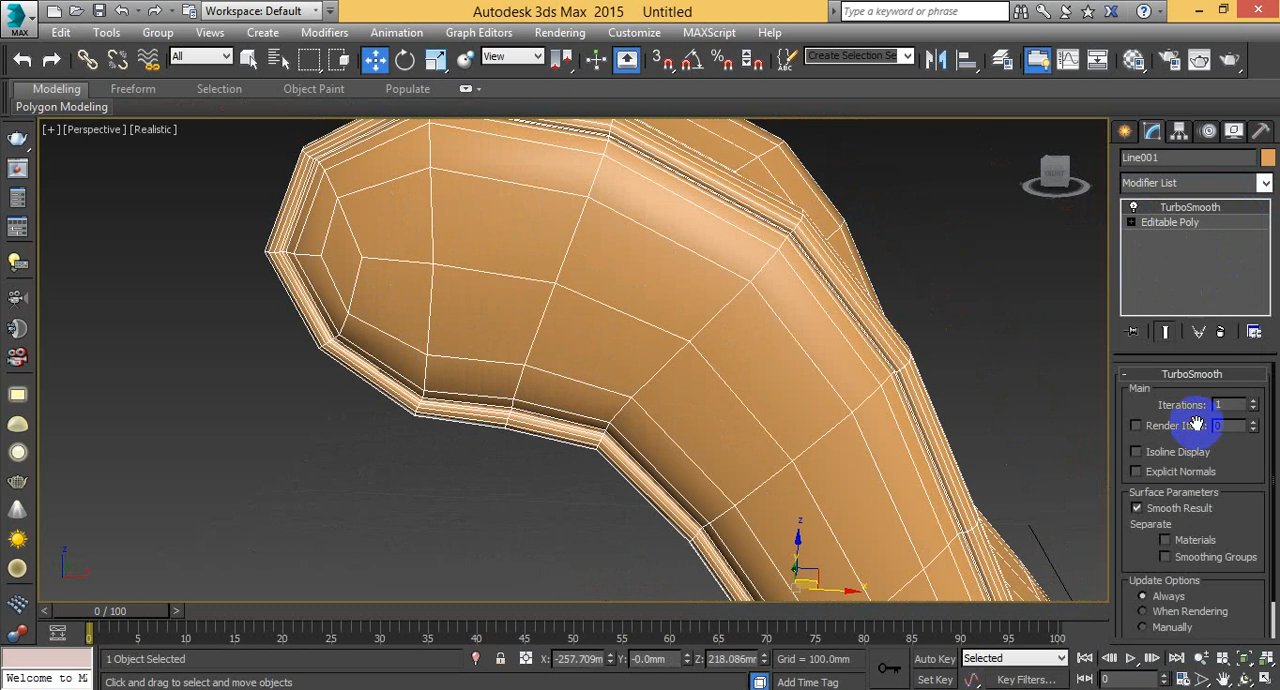 Workspace: Default
Autodesk 3ds Max 2015 Untitled
Type a keyword or phrase
MAX
Edit Tools Group Views Create Modifiers Animation Graph Editors Rendering Customize MAXScript Help
All
View
3
Create Selection Se
Modeling Freeform Selection Object Paint Populate
Polygon Modeling
[+] [Perspective] [Realistic]
Line001
Modifier List
TurboSmooth
Editable Poly
TurboSmooth
Main
Iterations: 1
0
Isoline Display
Explicit Normals
Surface Parameters
Smooth Result
Separate
Materials
Smoothing Groups
Update Options
Always
When Rendering
Manually
z
x
z
0 / 100
0 5 10 15 20 25 30 35 40 45 50 55 60 65 70 75 80 85 90 95 100
1 Object Selected
X: -257.709m Y: -0.0mm Z: 218.086mm
Grid = 100.0mm
Auto Key
Selected
Welcome to M
Click and drag to select and move objects
Add Time Tag
Set Key
Key Filters...
0